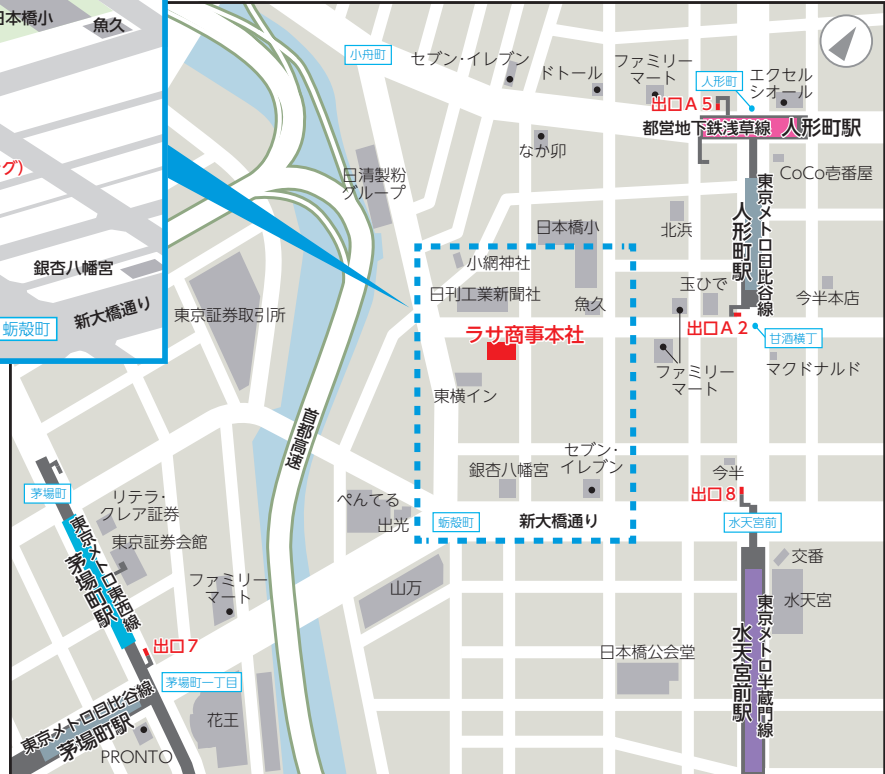 日本橋小
魚久
グ)
銀杏八幡宮
新大橋通り
蛎殻町
小舟町
セブン・イレブン
ドトール
ファミリー
マート
人形町
エクセル
シオール
出口A5
都営地下鉄浅草線 人形町駅
なか卯
CoCo壱番屋
日清製粉
グループ
東京メトロ日比谷線
人形町駅
北浜
日本橋小
小網神社
日刊工業新聞社
魚久
玉ひで
今半本店
東京証券取引所
ラサ商事本社
出口A2
甘酒横丁
ファミリー
マート
マクドナルド
東横イン
首都高速
銀杏八幡宮
セブン・
イレブン
今半
出口8
茅場町
リテラ・
クレア証券
ぺんてる
出光
蛎殻町
新大橋通り
水天宮前
東京証券会館
東京メトロ東西線
茅場町駅
交番
ファミリー
マート
山万
水天宮
東京メトロ半蔵門線
水天宮前駅
出口7
日本橋公会堂
茅場町一丁目
東京メトロ日比谷線
茅場町駅
花王
PRONTO